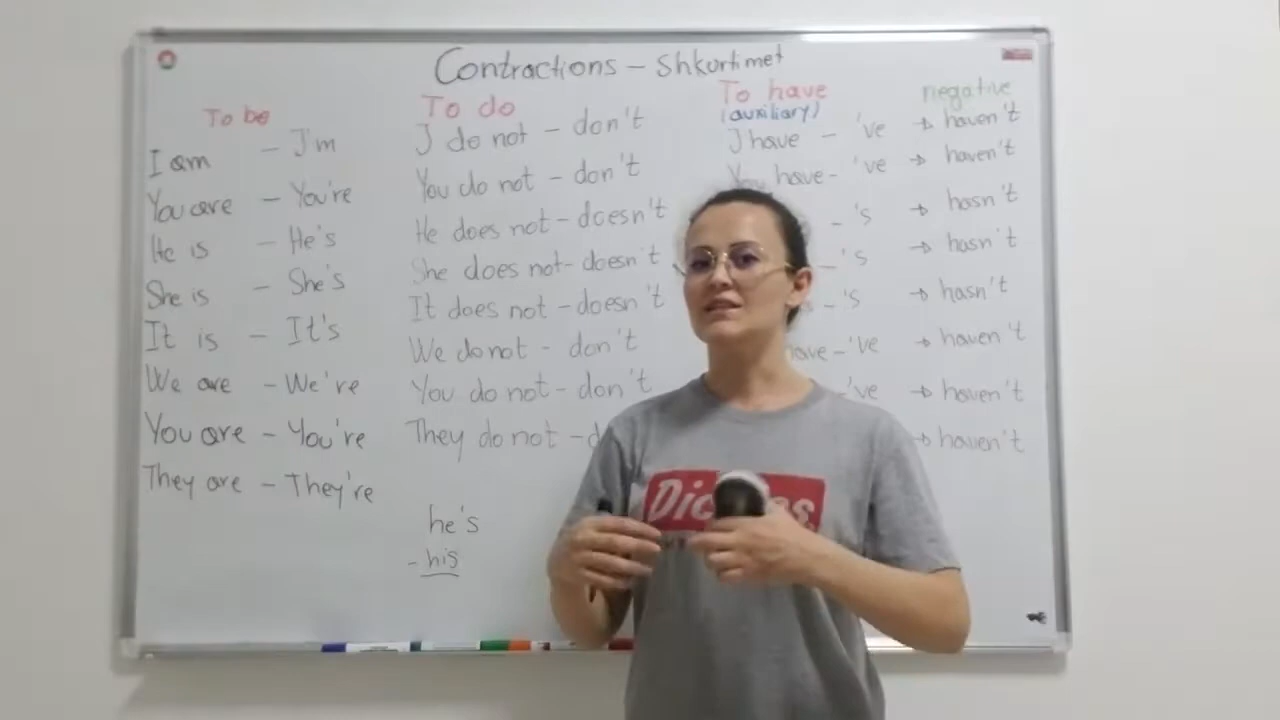 Contractions – Shkurtimet
To be
I am – I'm
You are – You're
He is – He's
She is – She's
It is – It's
We are – We're
You are – You're
They are – They're
To do
I do not – don't
You do not – don't
He does not – doesn't
She does not – doesn't
It does not – doesn't
We do not – don't
You do not – don't
They do not – d
he's
- his
To have
(auxiliary)
negative
I have – 've → haven't
You have - 've → haven't
– 's → hasn't
– 's → hasn't
– 's → hasn't
have – 've → haven't
– 've → haven't
→ haven't